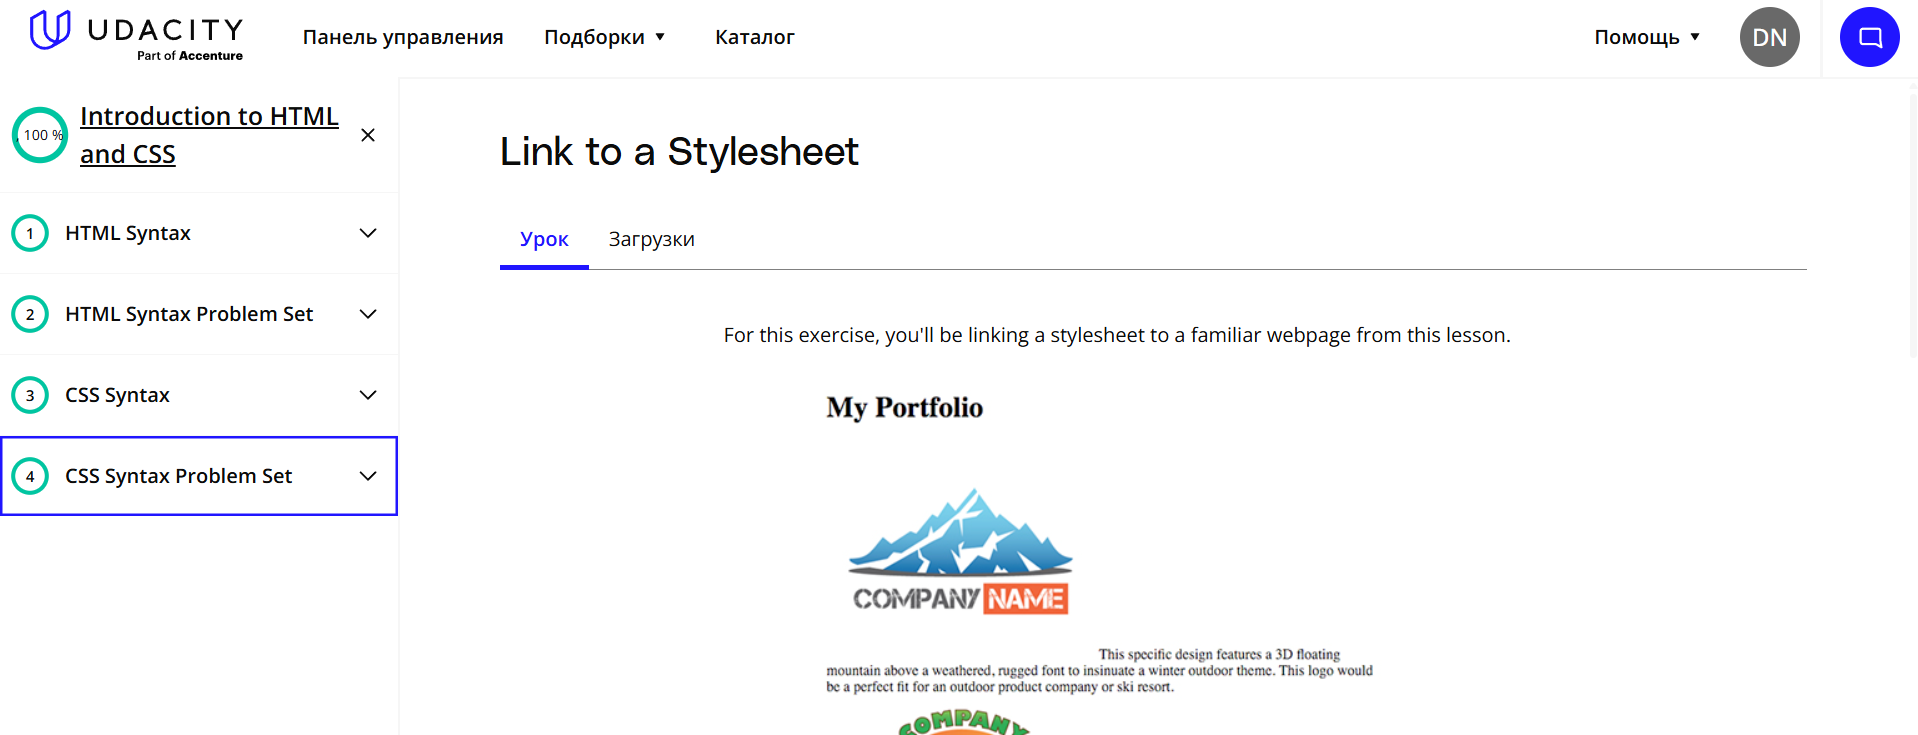 UDACITY
Part of Accenture
Панель управления
Подборки
Каталог
Помощь
DN
100 %
Introduction to HTML
and CSS
1
HTML Syntax
2
HTML Syntax Problem Set
3
CSS Syntax
4
CSS Syntax Problem Set
Link to a Stylesheet
Урок
Загрузки
For this exercise, you'll be linking a stylesheet to a familiar webpage from this lesson.
My Portfolio
COMPANY NAME
This specific design features a 3D floating
mountain above a weathered, rugged font to insinuate a winter outdoor theme. This logo would
be a perfect fit for an outdoor product company or ski resort.
COMPANY